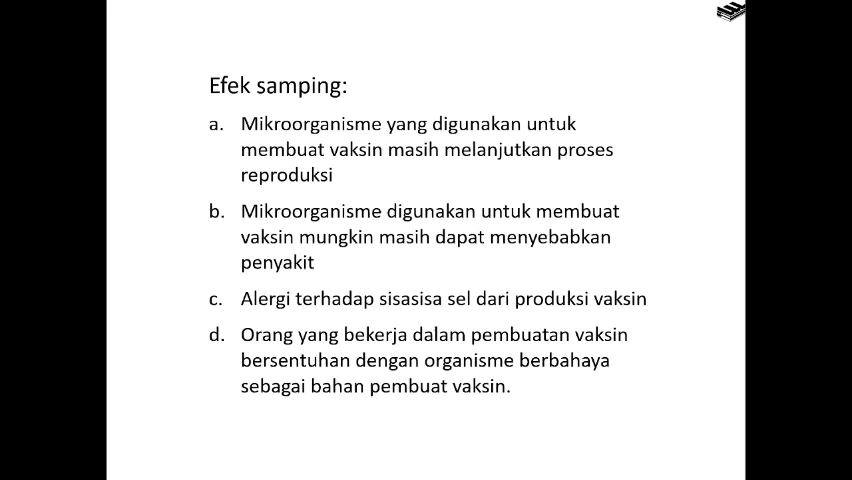 Efek samping:
a. Mikroorganisme yang digunakan untuk
membuat vaksin masih melanjutkan proses
reproduksi
b. Mikroorganisme digunakan untuk membuat
vaksin mungkin masih dapat menyebabkan
penyakit
c. Alergi terhadap sisasisa sel dari produksi vaksin
d. Orang yang bekerja dalam pembuatan vaksin
bersentuhan dengan organisme berbahaya
sebagai bahan pembuat vaksin.